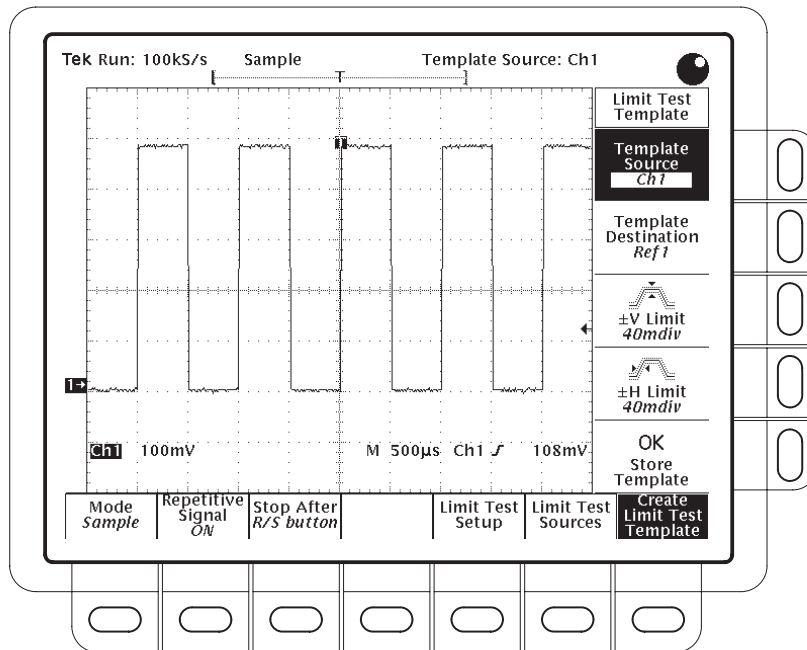 Tek Run: 100kS/s Sample Template Source: Ch1
T
Limit Test
Template
Template
Source
Ch1
Template
Destination
Ref1
±V Limit
40mdiv
±H Limit
40mdiv
1
Ch1 100mV M 500µs Ch1 108mV
OK
Store
Template
Mode
Sample
Repetitive
Signal
ON
Stop After
R/S button
Limit Test
Setup
Limit Test
Sources
Create
Limit Test
Template